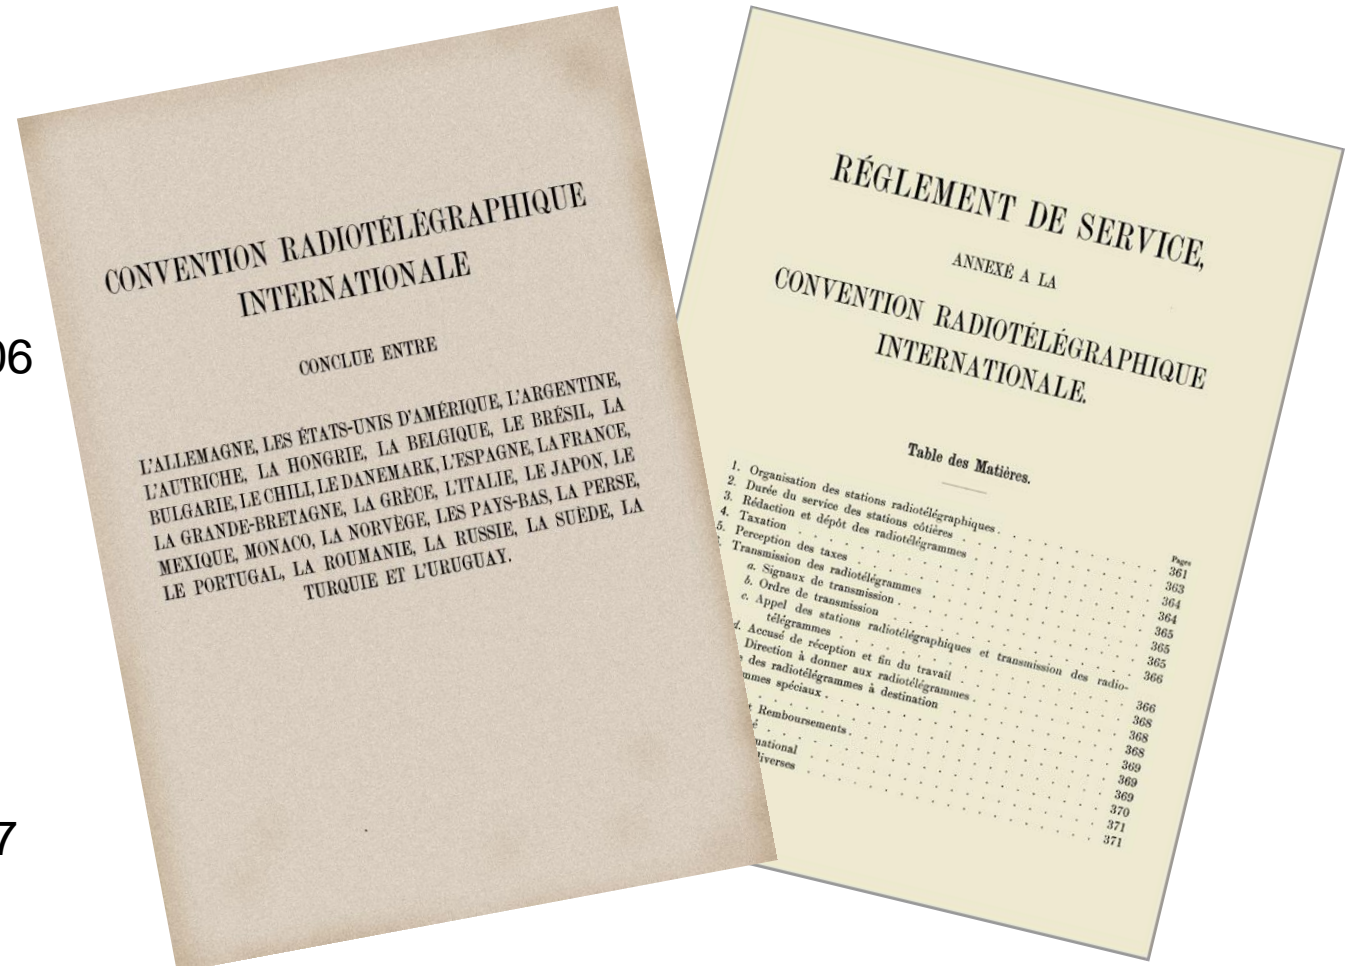 06
7
CONVENTION RADIOTÉLÉGRAPHIQUE
INTERNATIONALE
CONCLUE ENTRE
L'ALLEMAGNE, LES ÉTATS-UNIS D'AMÉRIQUE, L'ARGENTINE,
L'AUTRICHE, LA HONGRIE, LA BELGIQUE, LE BRÉSIL, LA
BULGARIE, LE CHILI, LE DANEMARK, L'ESPAGNE, LA FRANCE,
LA GRANDE-BRETAGNE, LA GRÈCE, L'ITALIE, LE JAPON, LE
MEXIQUE, MONACO, LA NORVÈGE, LES PAYS-BAS, LA PERSE,
LE PORTUGAL, LA ROUMANIE, LA RUSSIE, LA SUÈDE, LA
TURQUIE ET L'URUGUAY.
RÉGLEMENT DE SERVICE,
ANNEXÉ A LA
CONVENTION RADIOTÉLÉGRAPHIQUE
INTERNATIONALE.
Table des Matières.
Pages
1. Organisation des stations radiotélégraphiques . 361
2. Durée du service des stations côtières 363
3. Rédaction et dépôt des radiotélégrammes 364
4. Taxation 364
5. Perception des taxes 365
Transmission des radiotélégrammes 365
a. Signaux de transmission 365
b. Ordre de transmission 366
c. Appel des stations radiotélégraphiques et transmission des radio-
télégrammes 366
d. Accusé de réception et fin du travail 368
Direction à donner aux radiotélégrammes 368
des radiotélégrammes à destination 368
spéciaux 369
369
Remboursements 369
370
371
diverses 371